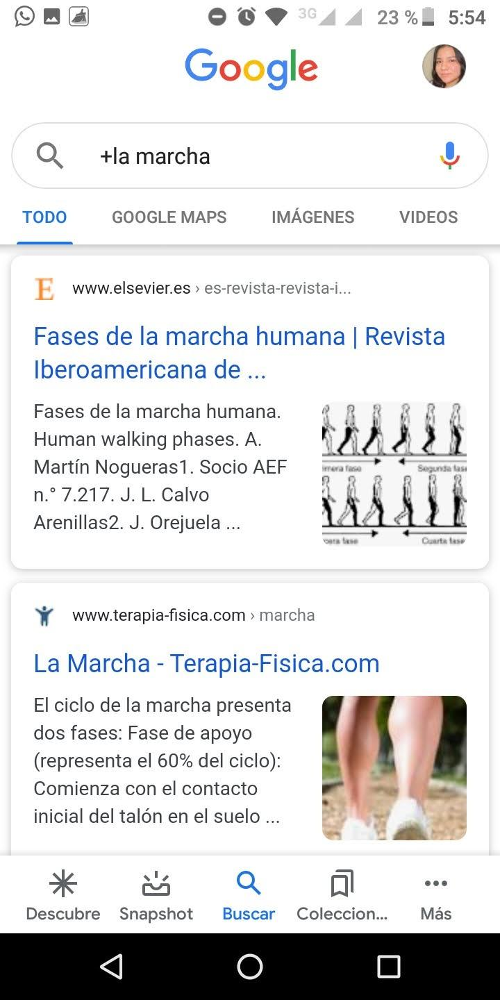 3G 23 % 5:54
Google
+la marcha
TODO GOOGLE MAPS IMÁGENES VIDEOS
E www.elsevier.es › es-revista-revista-i...
Fases de la marcha humana | Revista
Iberoamericana de ...
Fases de la marcha humana.
Human walking phases. A.
Martín Nogueras1. Socio AEF
n.° 7.217. J. L. Calvo
Arenillas2. J. Orejuela ...
imera fase Segunda fase
cera fase Cuarta fase
www.terapia-fisica.com › marcha
La Marcha - Terapia-Fisica.com
El ciclo de la marcha presenta
dos fases: Fase de apoyo
(representa el 60% del ciclo):
Comienza con el contacto
inicial del talón en el suelo ...
Descubre Snapshot Buscar Coleccion... Más